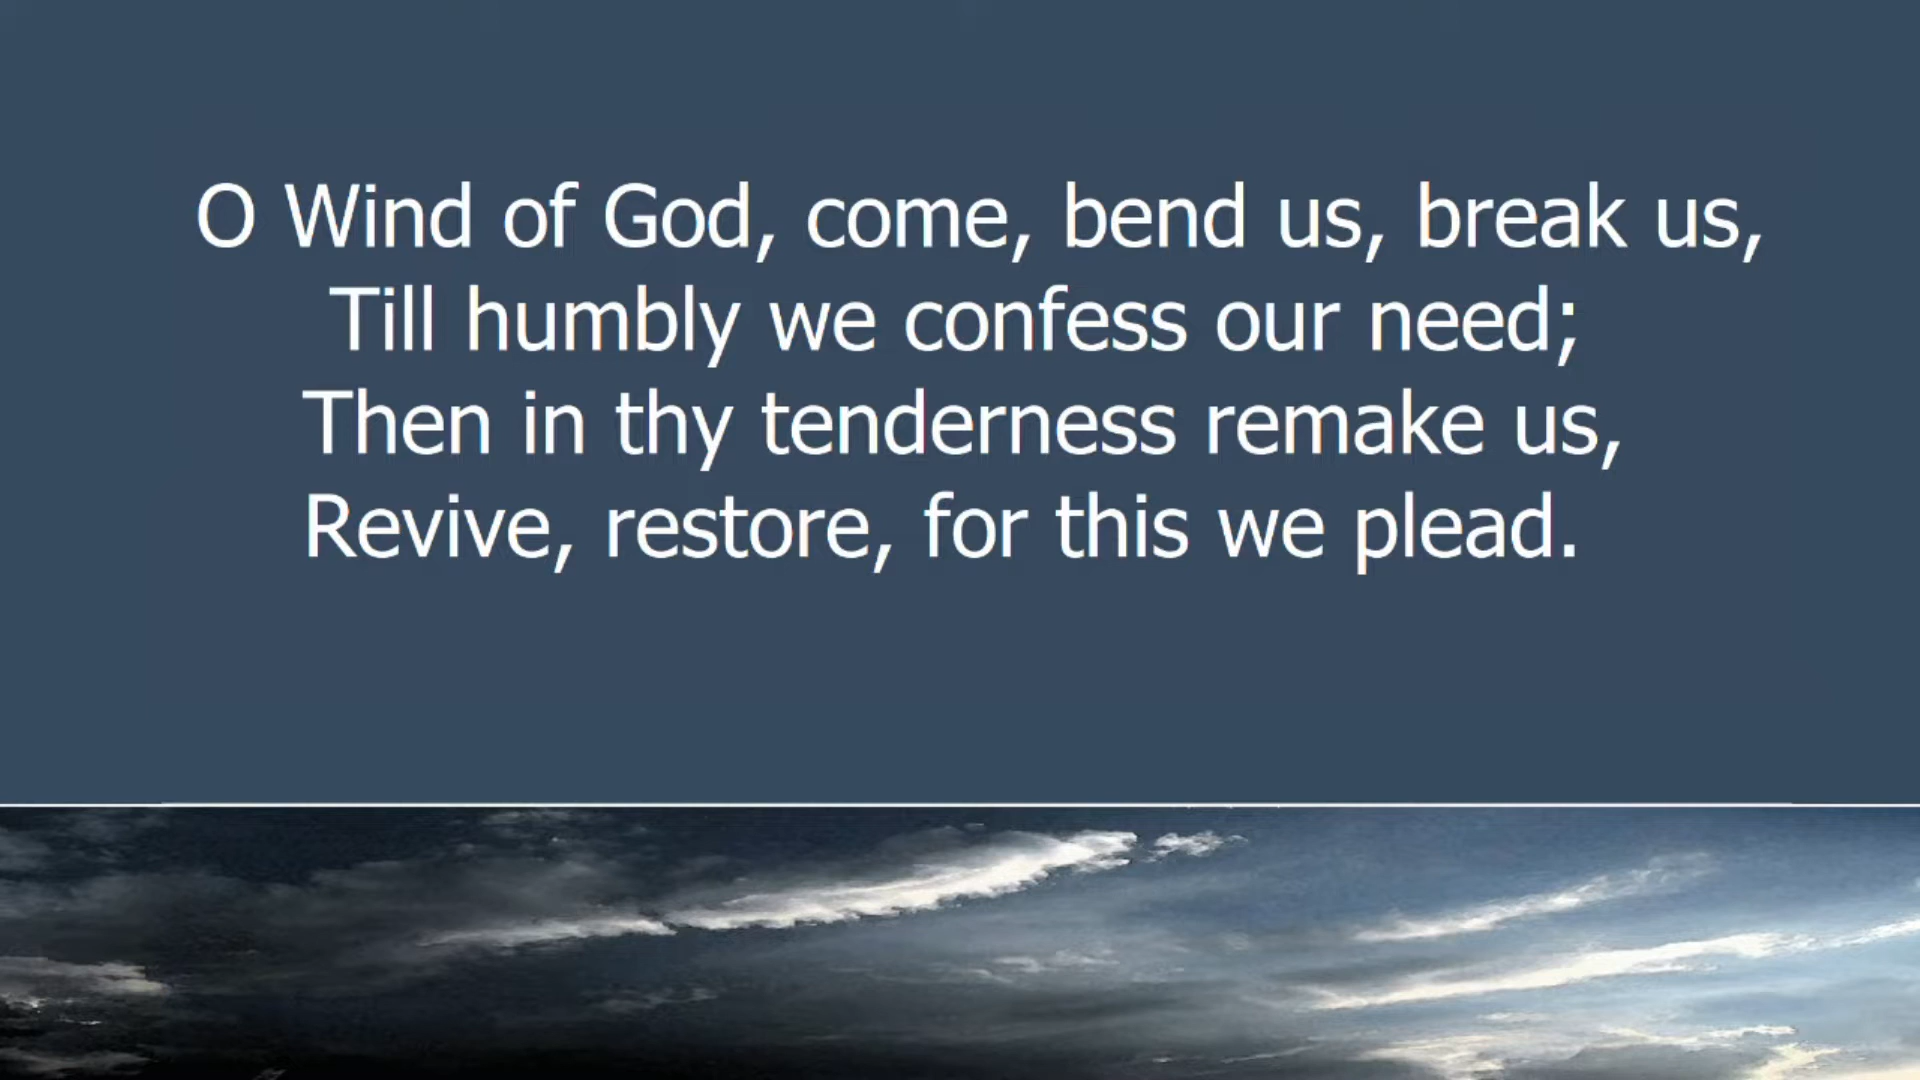 O Wind of God, come, bend us, break us,
Till humbly we confess our need;
Then in thy tenderness remake us,
Revive, restore, for this we plead.